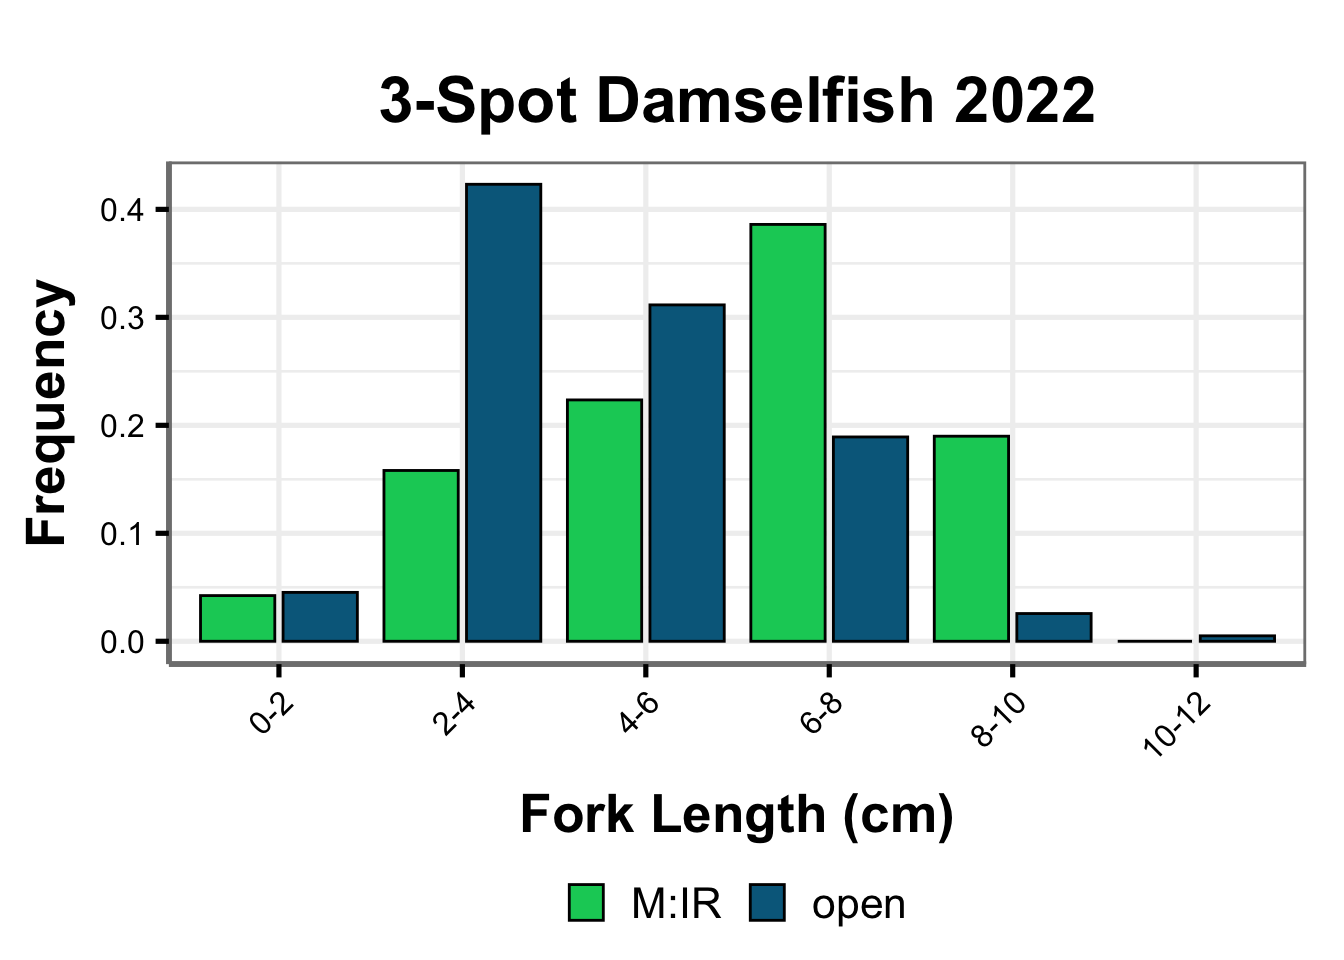 3-Spot Damselfish 2022
Frequency
0.4
0.3
0.2
0.1
0.0
0-2
2-4
4-6
6-8
8-10
10-12
Fork Length (cm)
M:IR
open